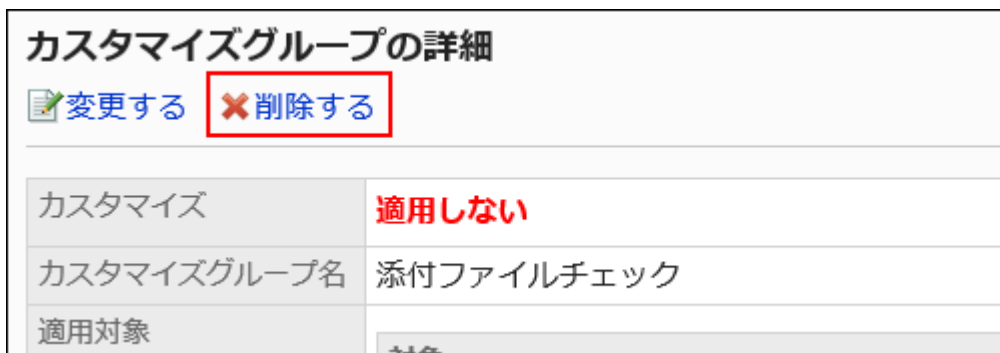 カスタマイズグループの詳細
変更する 削除する
カスタマイズ 適用しない
カスタマイズグループ名 添付ファイルチェック
適用対象
対象